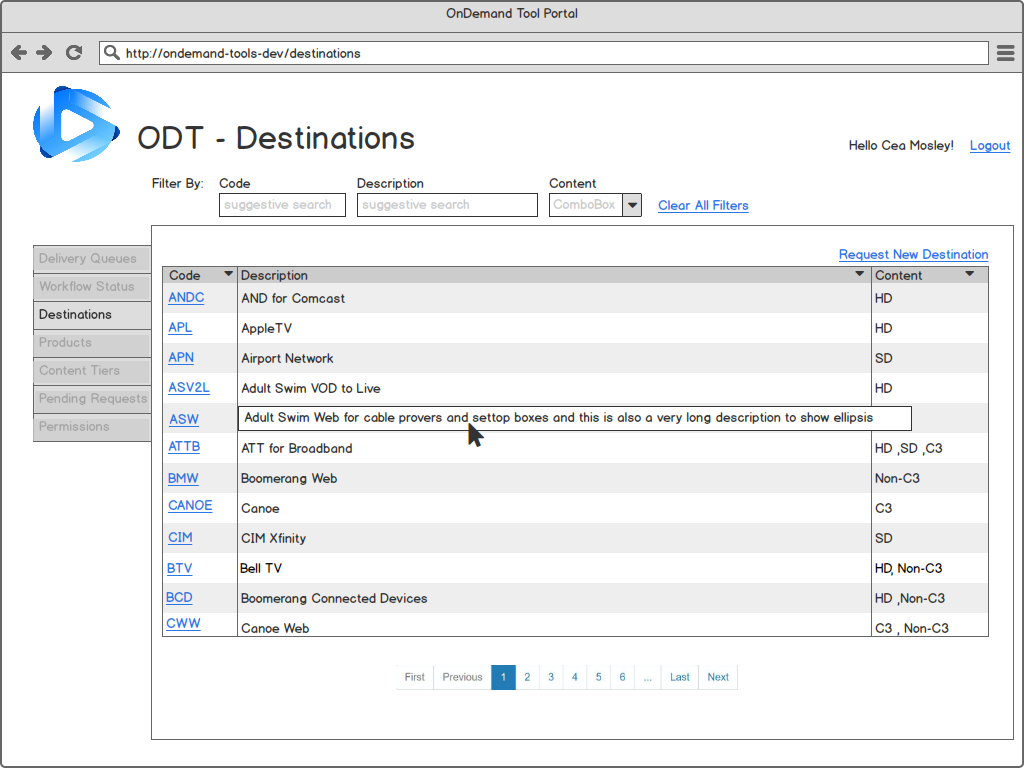 OnDemand Tool Portal
http://ondemand-tools-dev/destinations
ODT - Destinations
Hello Cea Mosley! Logout
Filter By: Code Description Content
suggestive search suggestive search ComboBox Clear All Filters
Delivery Queues
Workflow Status
Destinations
Products
Content Tiers
Pending Requests
Permissions
Request New Destination
Code Description Content
ANDC AND for Comcast HD
APL AppleTV HD
APN Airport Network SD
ASV2L Adult Swim VOD to Live HD
ASW Adult Swim Web for cable provers and settop boxes and this is also a very long description to show ellipsis
ATTB ATT for Broadband HD ,SD ,C3
BMW Boomerang Web Non-C3
CANOE Canoe C3
CIM CIM Xfinity SD
BTV Bell TV HD, Non-C3
BCD Boomerang Connected Devices HD ,Non-C3
CWW Canoe Web C3 , Non-C3
First Previous 1 2 3 4 5 6 ... Last Next